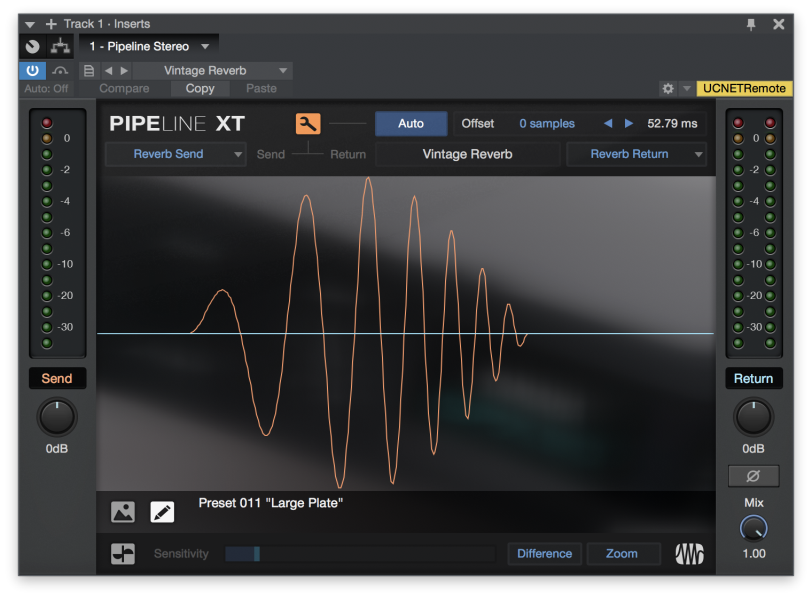 Track 1 · Inserts
1 - Pipeline Stereo
Vintage Reverb
Auto: Off Compare Copy Paste
UCNETRemote
PIPELINE XT
Auto
Offset 0 samples 52.79 ms
Reverb Send
Send Return
Vintage Reverb
Reverb Return
0
-2
-4
-6
-10
-20
-30
Send
0dB
0
-2
-4
-6
-10
-20
-30
Return
0dB
Ø
Mix
1.00
Preset 011 "Large Plate"
Sensitivity
Difference
Zoom